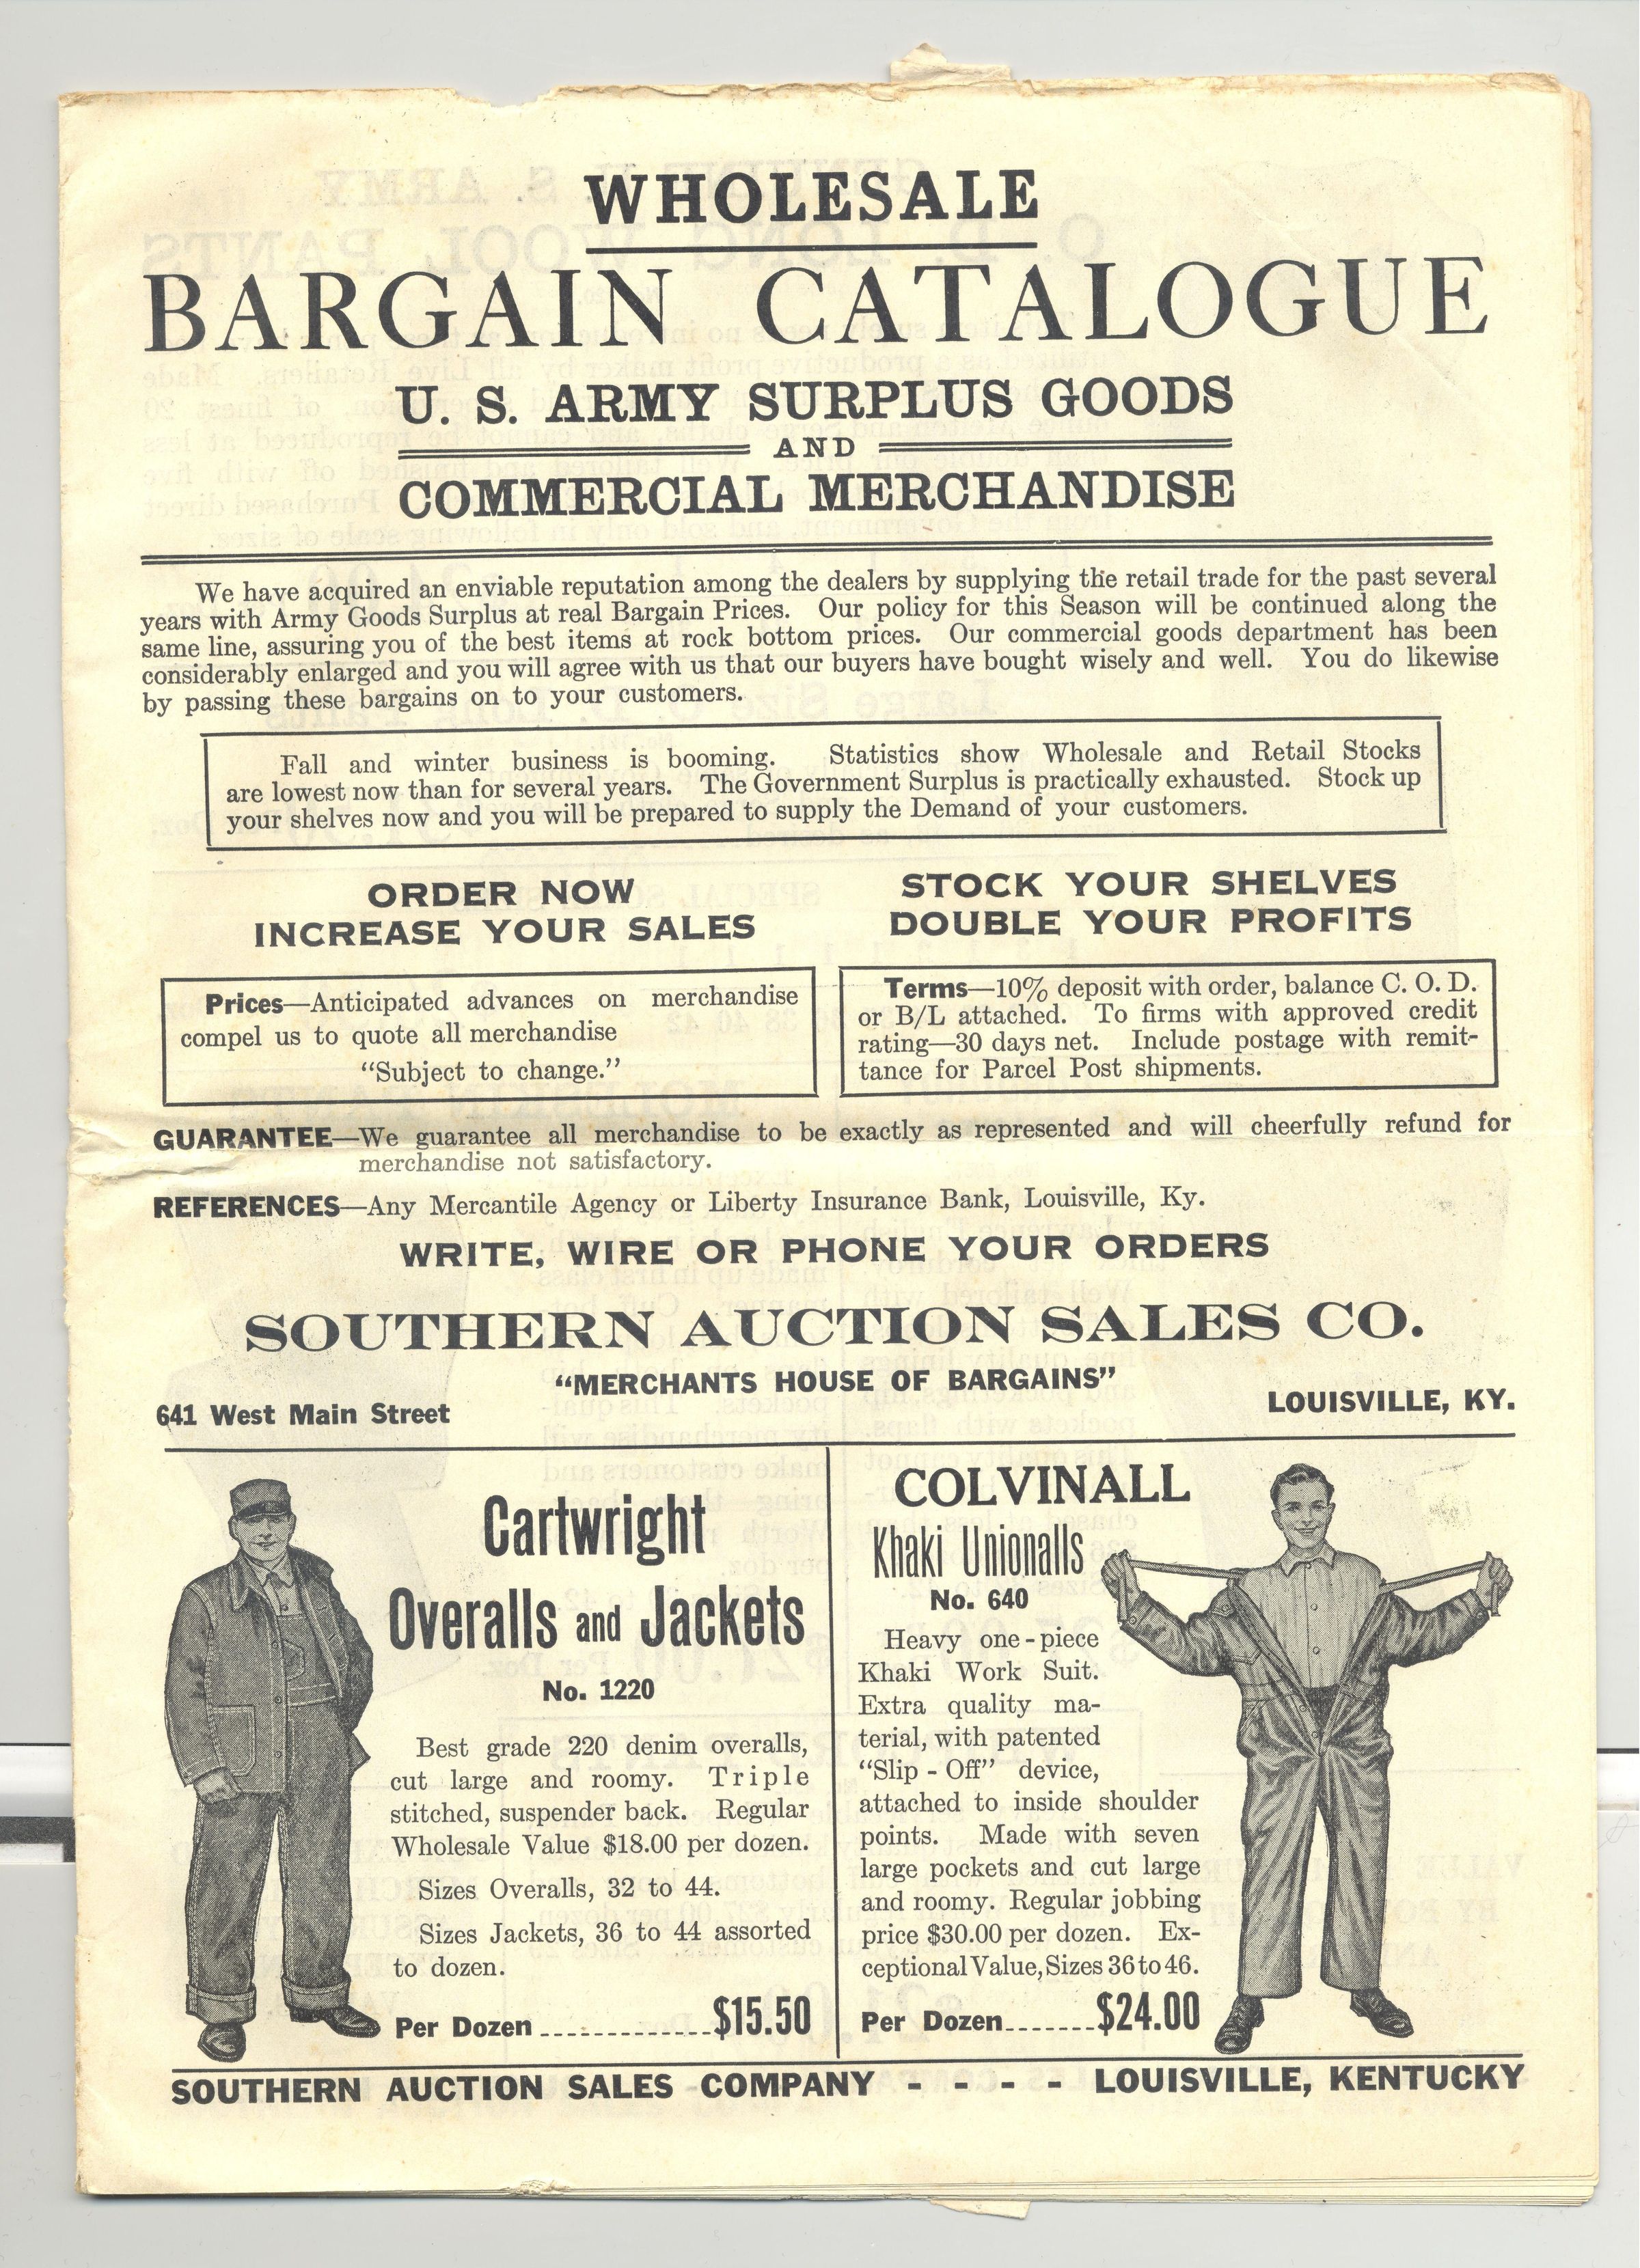 WHOLESALE
BARGAIN CATALOGUE
U. S. ARMY SURPLUS GOODS
AND
COMMERCIAL MERCHANDISE
We have acquired an enviable reputation among the dealers by supplying the retail trade for the past several
years with Army Goods Surplus at real Bargain Prices. Our policy for this Season will be continued along the
same line, assuring you of the best items at rock bottom prices. Our commercial goods department has been
considerably enlarged and you will agree with us that our buyers have bought wisely and well. You do likewise
by passing these bargains on to your customers.
Fall and winter business is booming. Statistics show Wholesale and Retail Stocks
are lowest now than for several years. The Government Surplus is practically exhausted. Stock up
your shelves now and you will be prepared to supply the Demand of your customers.
ORDER NOW
INCREASE YOUR SALES
STOCK YOUR SHELVES
DOUBLE YOUR PROFITS
Prices—Anticipated advances on merchandise
compel us to quote all merchandise
"Subject to change."
Terms—10% deposit with order, balance C. O. D.
or B/L attached. To firms with approved credit
rating—30 days net. Include postage with remit-
tance for Parcel Post shipments.
GUARANTEE—We guarantee all merchandise to be exactly as represented and will cheerfully refund for
merchandise not satisfactory.
REFERENCES—Any Mercantile Agency or Liberty Insurance Bank, Louisville, Ky.
WRITE, WIRE OR PHONE YOUR ORDERS
SOUTHERN AUCTION SALES CO.
"MERCHANTS HOUSE OF BARGAINS"
641 West Main Street
LOUISVILLE, KY.
Cartwright
Overalls and Jackets
No. 1220
Best grade 220 denim overalls,
cut large and roomy. Triple
stitched, suspender back. Regular
Wholesale Value $18.00 per dozen.
Sizes Overalls, 32 to 44.
Sizes Jackets, 36 to 44 assorted
to dozen.
Per Dozen .............$15.50
COLVINALL
Khaki Unionalls
No. 640
Heavy one-piece
Khaki Work Suit.
Extra quality ma-
terial, with patented
"Slip - Off" device,
attached to inside shoulder
points. Made with seven
large pockets and cut large
and roomy. Regular jobbing
price $30.00 per dozen. Ex-
ceptional Value, Sizes 36 to 46.
Per Dozen.......$24.00
SOUTHERN AUCTION SALES COMPANY - - - - LOUISVILLE, KENTUCKY